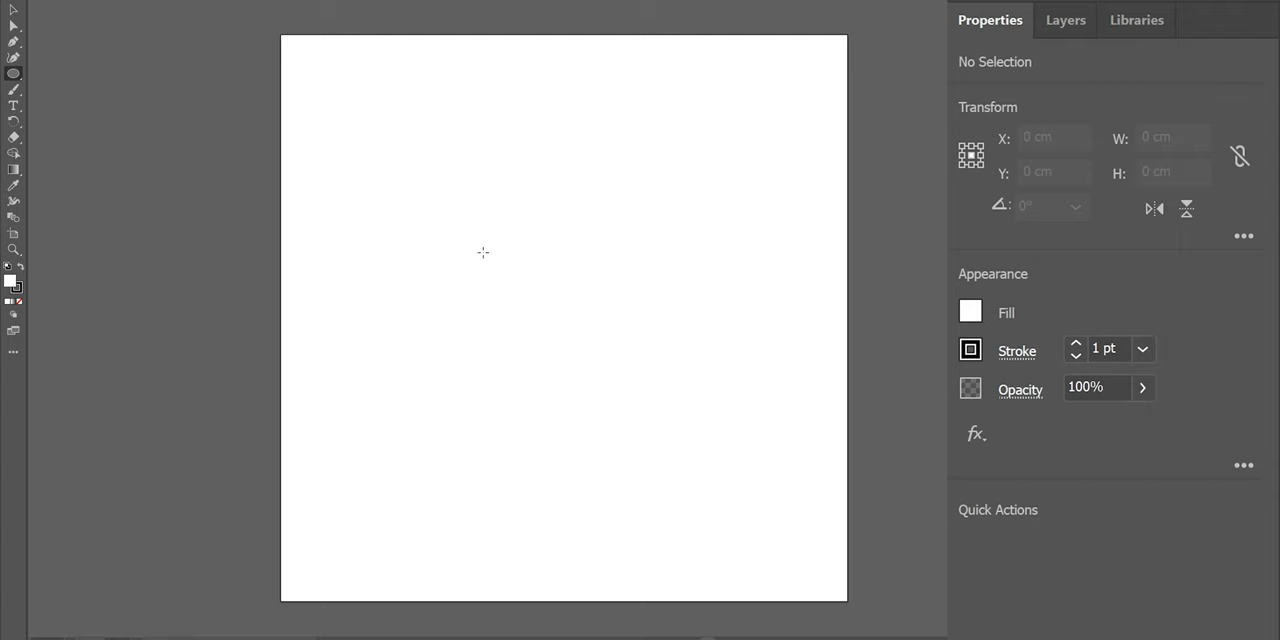 Properties Layers Libraries
No Selection
Transform
X: 0 cm W: 0 cm
Y: 0 cm H: 0 cm
0°
Appearance
Fill
Stroke 1 pt
Opacity 100%
fx
Quick Actions